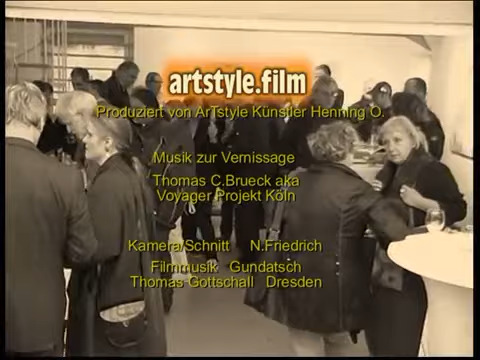 artstyle.film
Produziert von ArTstyle Künstler Henning O.
Musik zur Vernissage
Thomas C.Brueck aka
Voyager Projekt Köln
Kamera/Schnitt N.Friedrich
Filmmusik Gundatsch
Thomas Gottschall Dresden